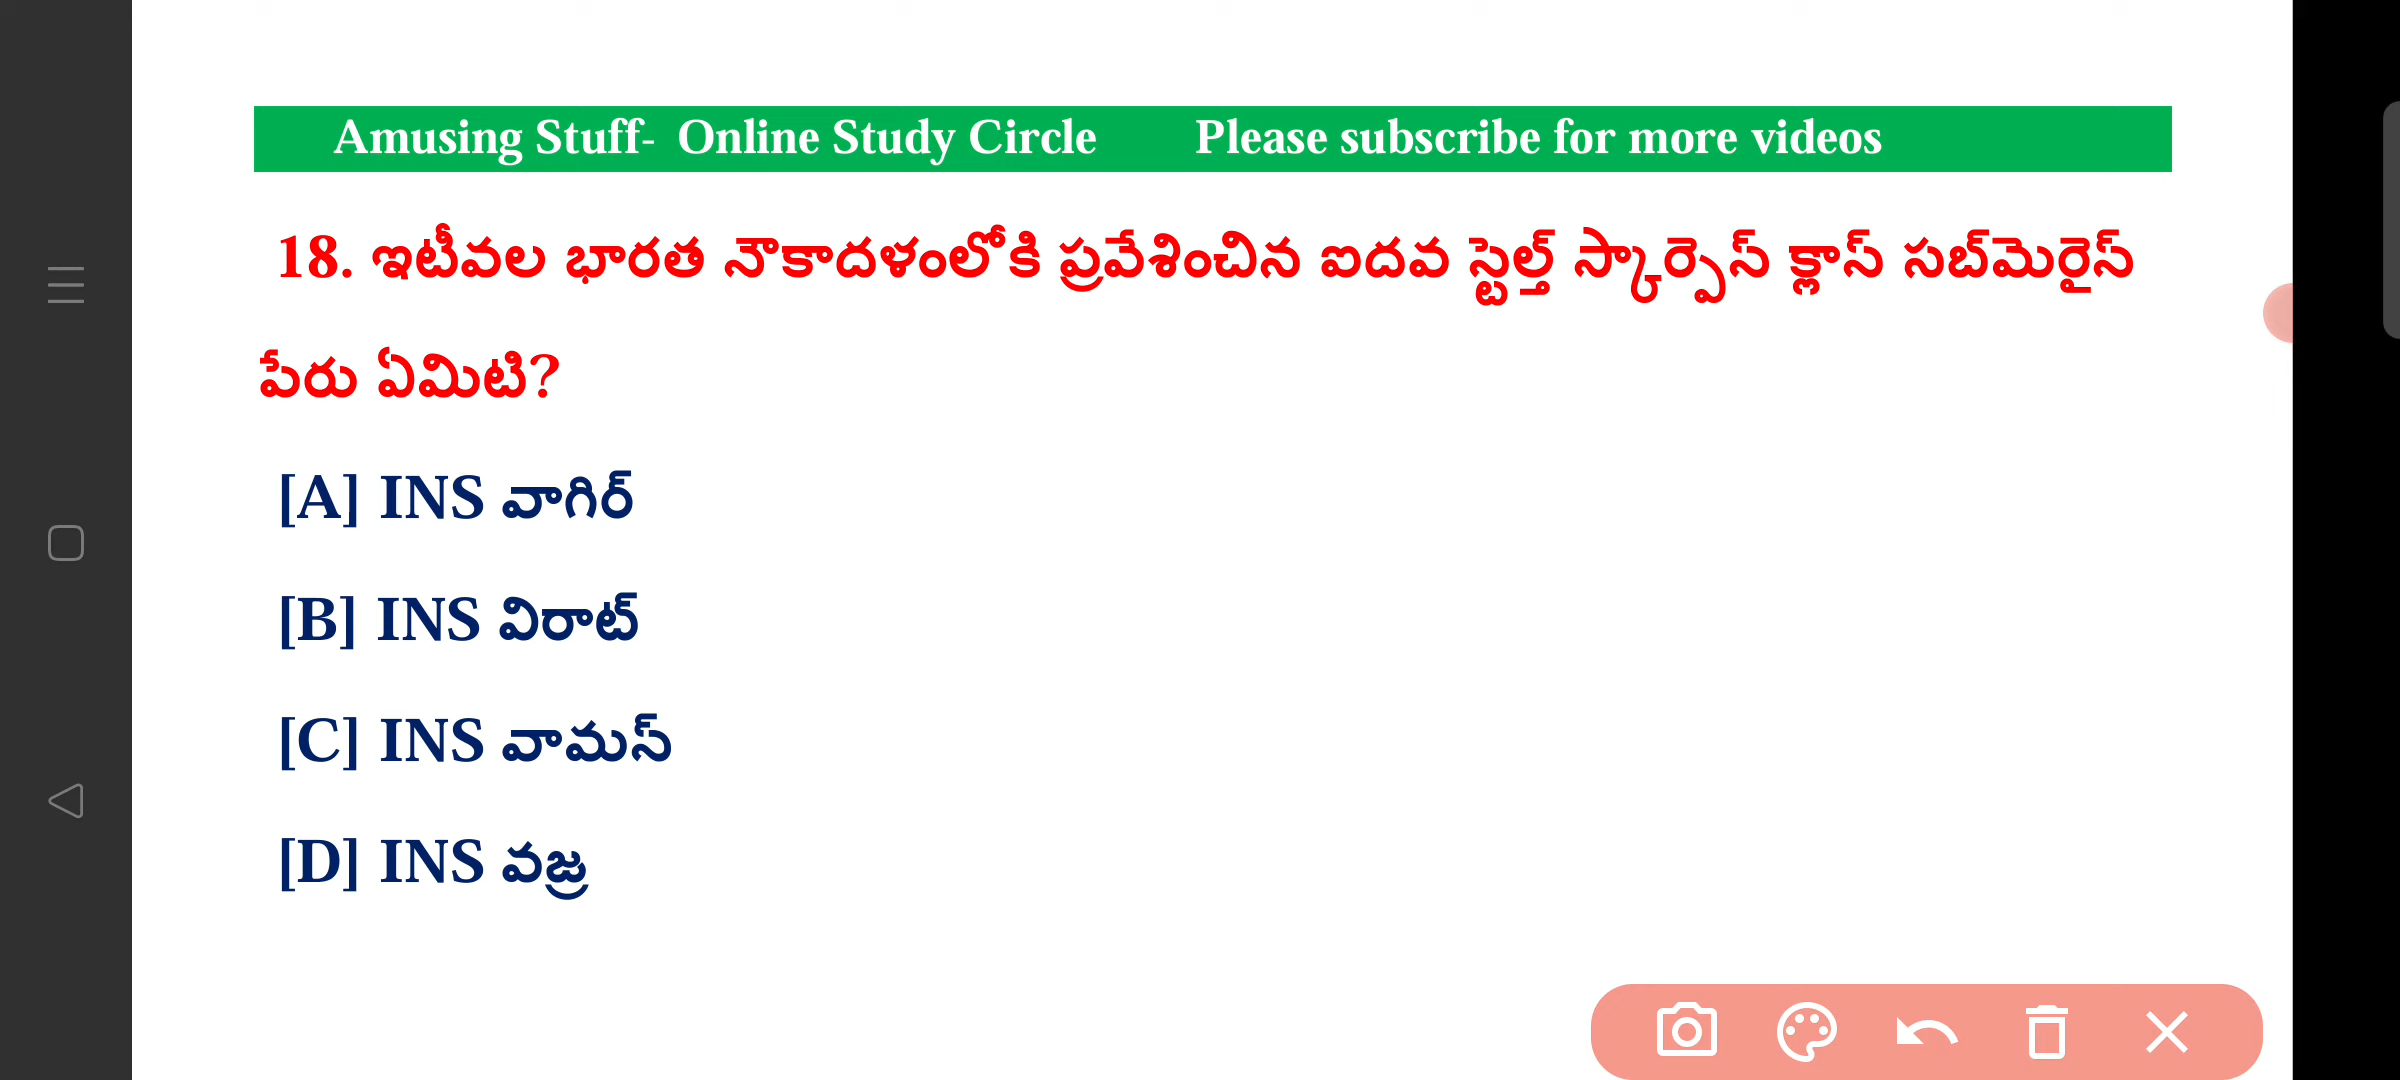 Amusing Stuff- Online Study Circle Please subscribe for more videos
18. ఇటీవల భారత నౌకాదళంలోకి ప్రవేశించిన ఐదవ స్టెల్త్ స్కార్పెస్ క్లాస్ సబ్‌మెరైస్
పేరు ఏమిటి?
[A] INS వాగిర్
[B] INS విరాట్
[C] INS వామస్
[D] INS వజ్ర